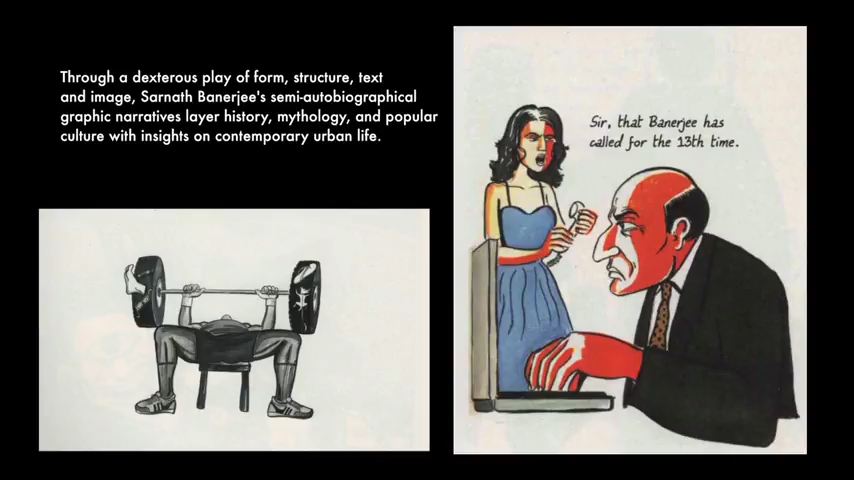 Through a dexterous play of form, structure, text
and image, Sarnath Banerjee's semi-autobiographical
graphic narratives layer history, mythology, and popular
culture with insights on contemporary urban life.
Sir, that Banerjee has
called for the 13th time.